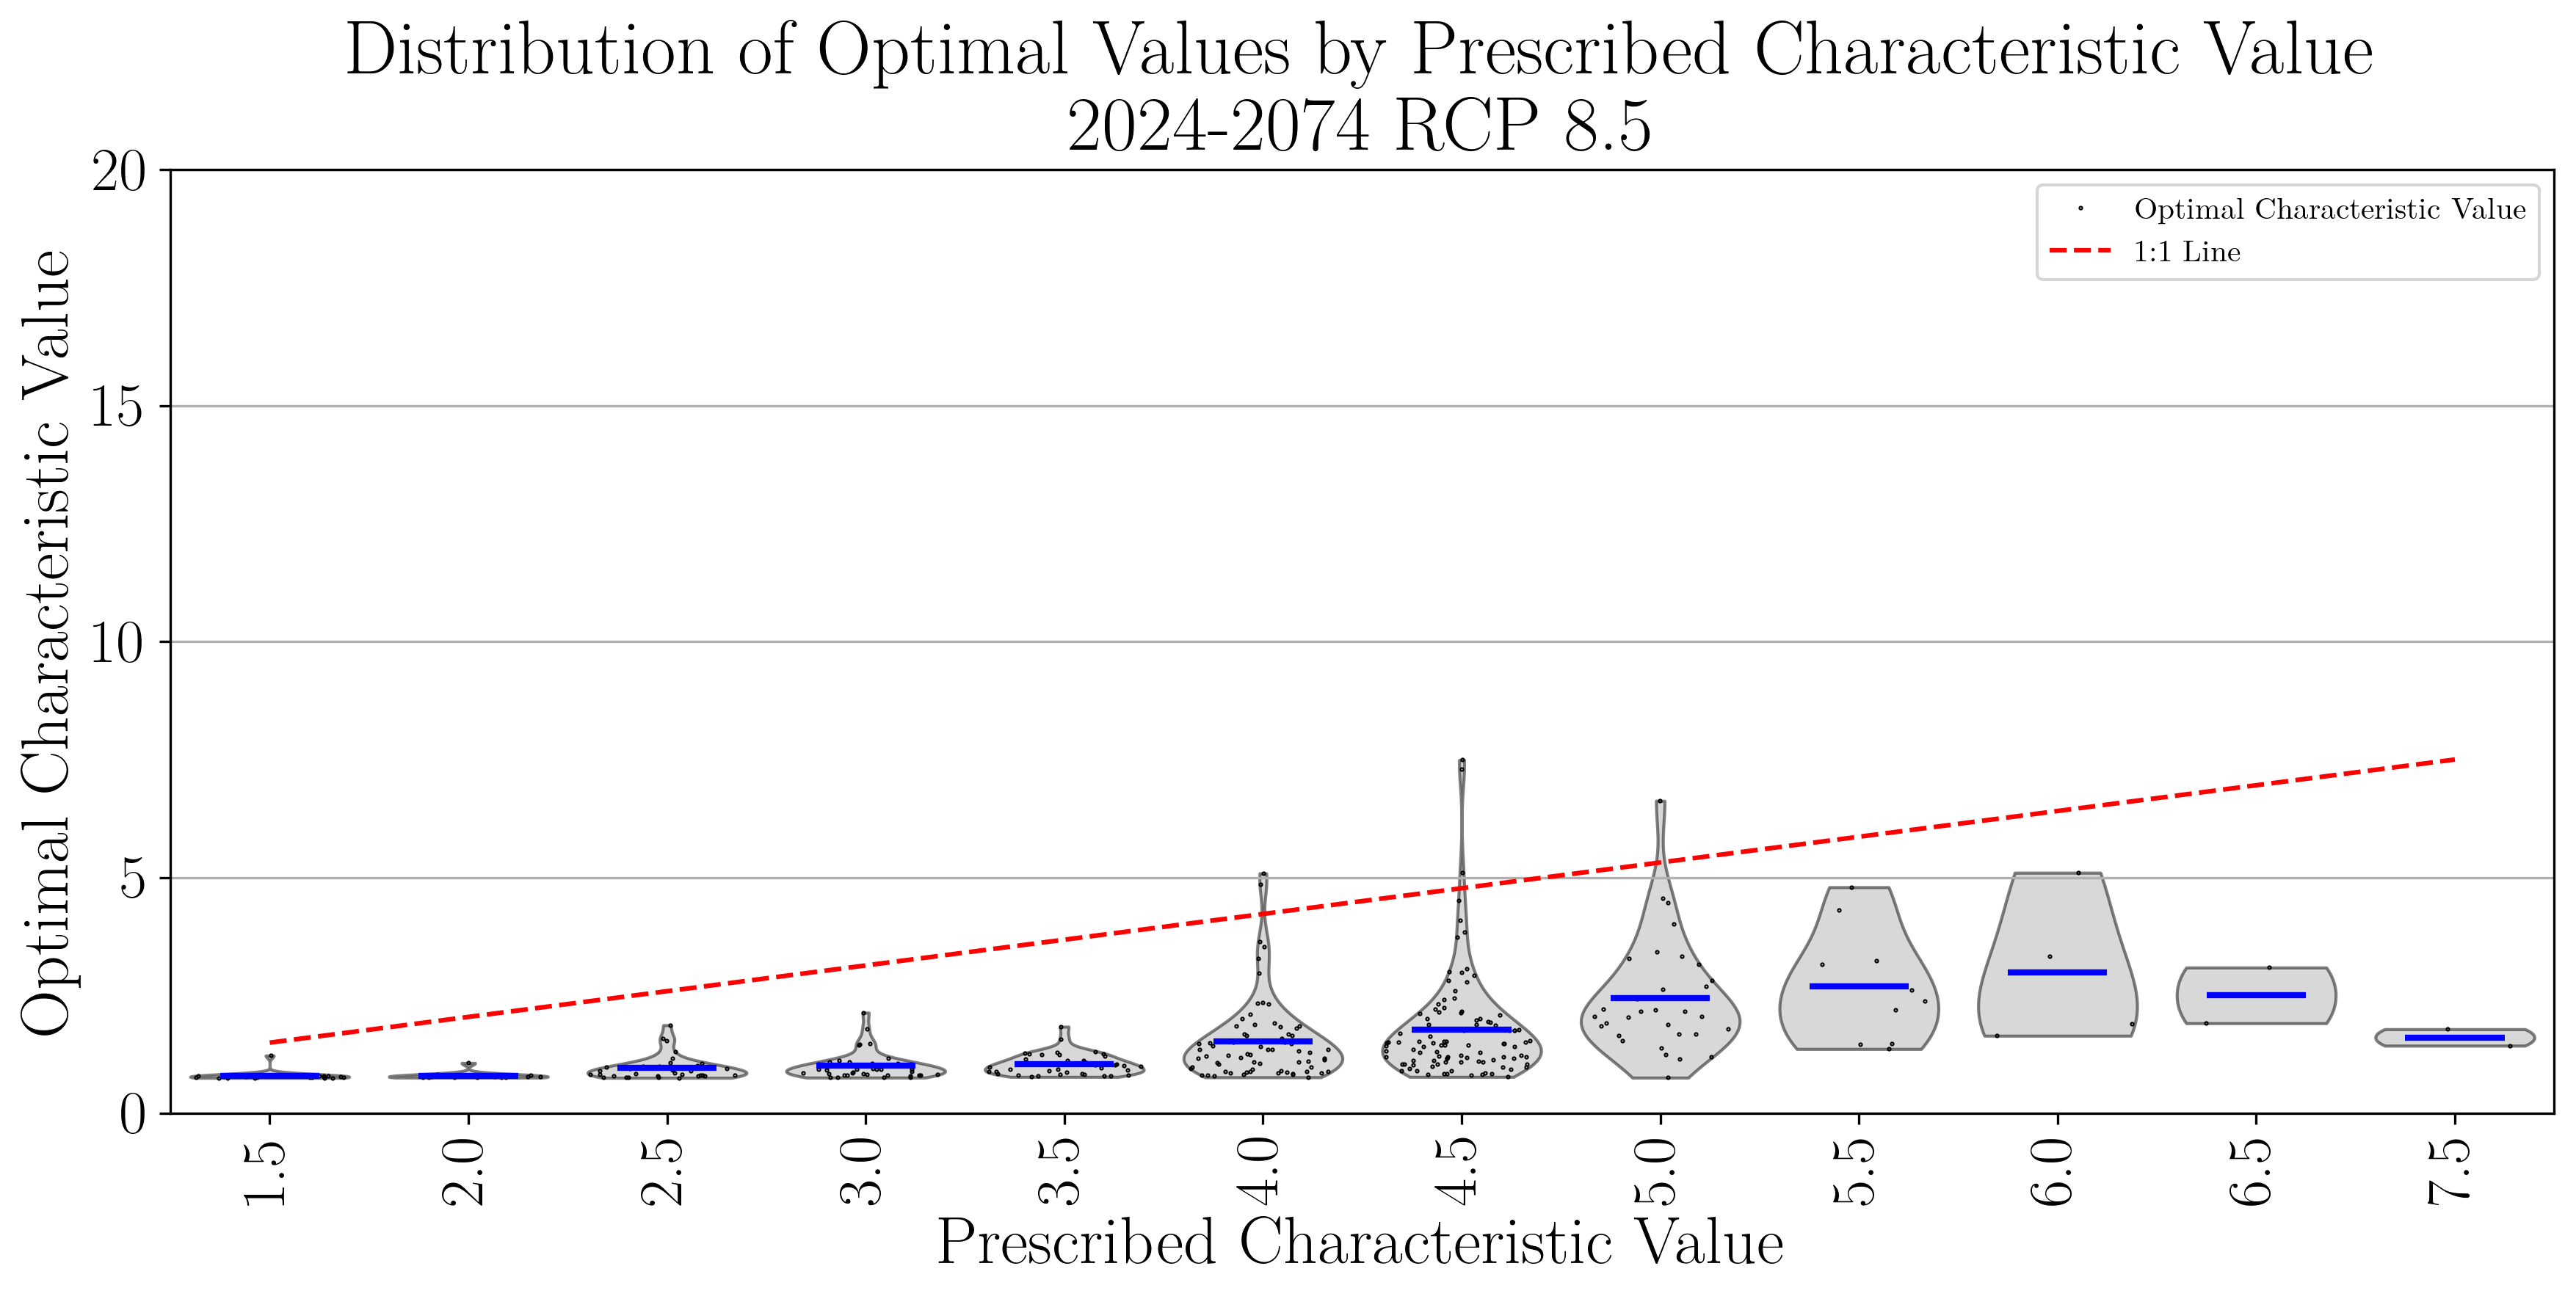 Distribution of Optimal Values by Prescribed Characteristic Value
2024-2074 RCP 8.5
Optimal Characteristic Value
20
15
10
5
0
Optimal Characteristic Value
1:1 Line
1.5
2.0
2.5
3.0
3.5
4.0
4.5
5.0
5.5
6.0
6.5
7.5
Prescribed Characteristic Value